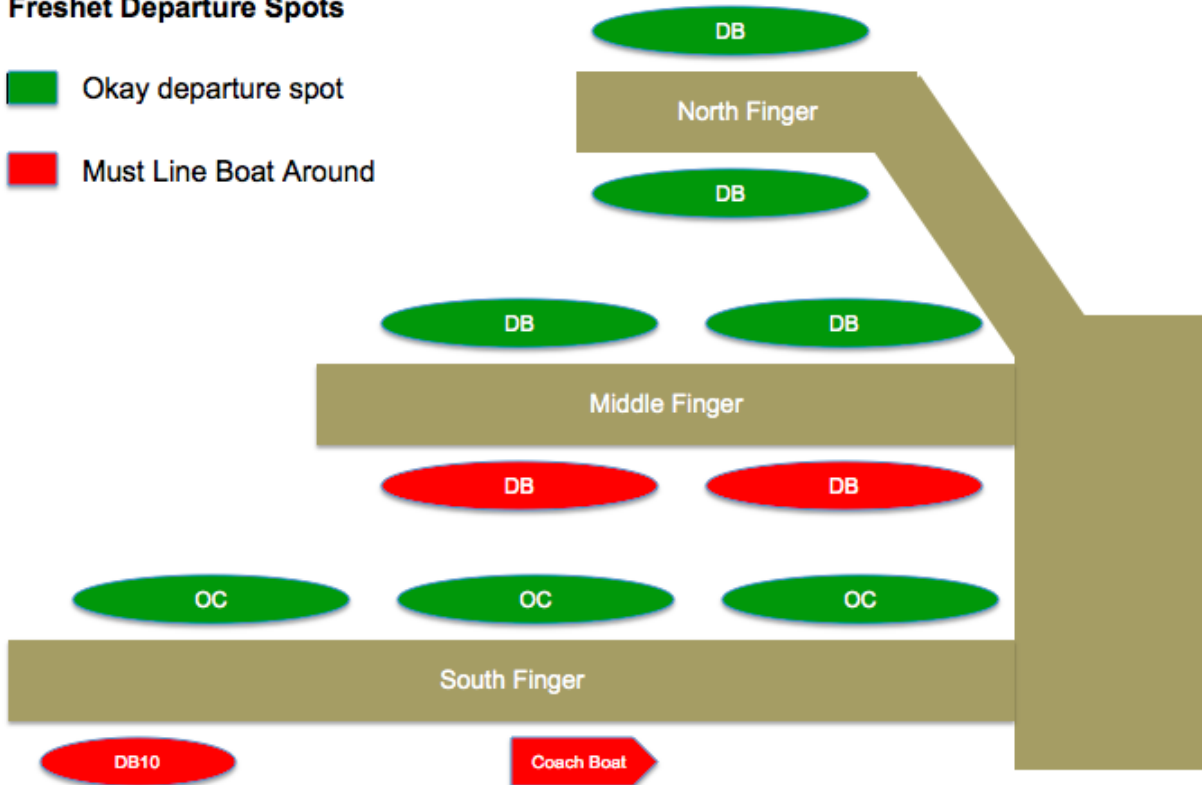 Freshet Departure Spots
Okay departure spot
Must Line Boat Around
DB
North Finger
DB
DB DB
Middle Finger
DB DB
OC OC OC
South Finger
DB10 Coach Boat